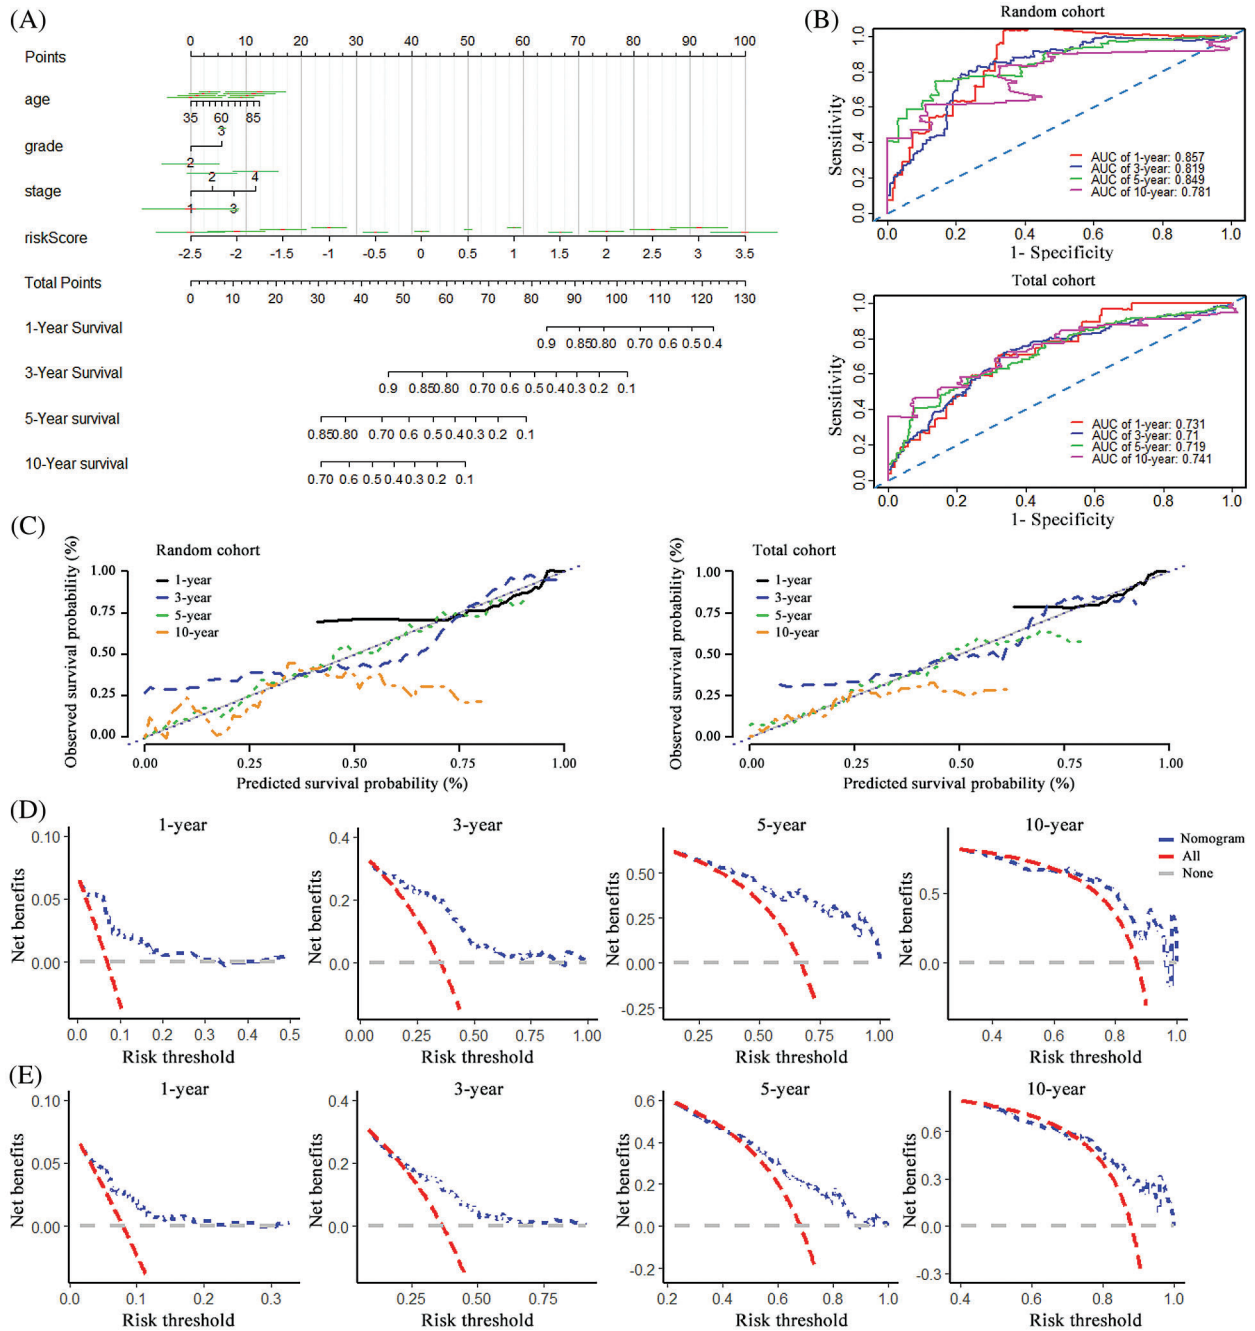 (A)
Points
0 10 20 30 40 50 60 70 80 90 100
age
35 60 85
grade
3
2
stage
2 4
1 3
riskScore
-2.5 -2 -1.5 -1 -0.5 0 0.5 1 1.5 2 2.5 3 3.5
Total Points
0 10 20 30 40 50 60 70 80 90 100 110 120 130
1-Year Survival
0.9 0.85 0.80 0.70 0.6 0.5 0.4
3-Year Survival
0.9 0.85 0.80 0.70 0.6 0.5 0.4 0.3 0.2 0.1
5-Year survival
0.85 0.80 0.70 0.6 0.5 0.4 0.3 0.2 0.1
10-Year survival
0.70 0.6 0.5 0.4 0.3 0.2 0.1
(B)
Random cohort
Sensitivity
1.0
0.8
0.6
0.4
0.2
0.0
AUC of 1-year: 0.857
AUC of 3-year: 0.819
AUC of 5-year: 0.849
AUC of 10-year: 0.781
0.0 0.2 0.4 0.6 0.8 1.0
1- Specificity
Total cohort
Sensitivity
1.0
0.8
0.6
0.4
0.2
0.0
AUC of 1-year: 0.731
AUC of 3-year: 0.71
AUC of 5-year: 0.719
AUC of 10-year: 0.741
0.0 0.2 0.4 0.6 0.8 1.0
1- Specificity
(C)
Random cohort
Observed survival probability (%)
1.00
0.75
0.50
0.25
0.00
1-year
3-year
5-year
10-year
0.00 0.25 0.50 0.75 1.00
Predicted survival probability (%)
Total cohort
Observed survival probability (%)
1.00
0.75
0.50
0.25
0.00
1-year
3-year
5-year
10-year
0.00 0.25 0.50 0.75 1.00
Predicted survival probability (%)
(D)
1-year
Net benefits
0.10
0.05
0.00
0.0 0.1 0.2 0.3 0.4 0.5
Risk threshold
3-year
Net benefits
0.4
0.2
0.0
0.00 0.25 0.50 0.75 1.00
Risk threshold
5-year
Net benefits
0.50
0.25
0.00
-0.25
0.25 0.50 0.75 1.00
Risk threshold
10-year
Net benefits
0.5
0.0
0.4 0.6 0.8 1.0
Risk threshold
Nomogram
All
None
(E)
1-year
Net benefits
0.10
0.05
0.00
0.0 0.1 0.2 0.3
Risk threshold
3-year
Net benefits
0.4
0.2
0.0
0.25 0.50 0.75
Risk threshold
5-year
Net benefits
0.6
0.4
0.2
0.0
-0.2
0.2 0.4 0.6 0.8 1.0
Risk threshold
10-year
Net benefits
0.6
0.3
0.0
-0.3
0.4 0.6 0.8 1.0
Risk threshold